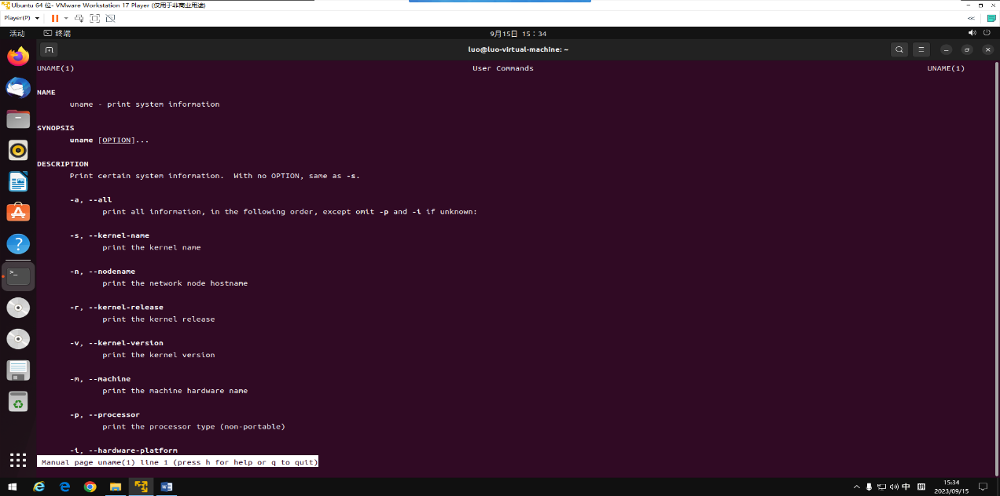 Ubuntu 64 位- VMware Workstation 17 Player (仅用于非商业用途)
Player(P)
活动 终端 9月15日 15：34
luo@luo-virtual-machine: ~
UNAME(1) User Commands UNAME(1)
NAME
uname - print system information
SYNOPSIS
uname [OPTION]...
DESCRIPTION
Print certain system information. With no OPTION, same as -s.
-a, --all
print all information, in the following order, except omit -p and -i if unknown:
-s, --kernel-name
print the kernel name
-n, --nodename
print the network node hostname
-r, --kernel-release
print the kernel release
-v, --kernel-version
print the kernel version
-m, --machine
print the machine hardware name
-p, --processor
print the processor type (non-portable)
-i, --hardware-platform
Manual page uname(1) line 1 (press h for help or q to quit)
中
15:34
2023/09/15